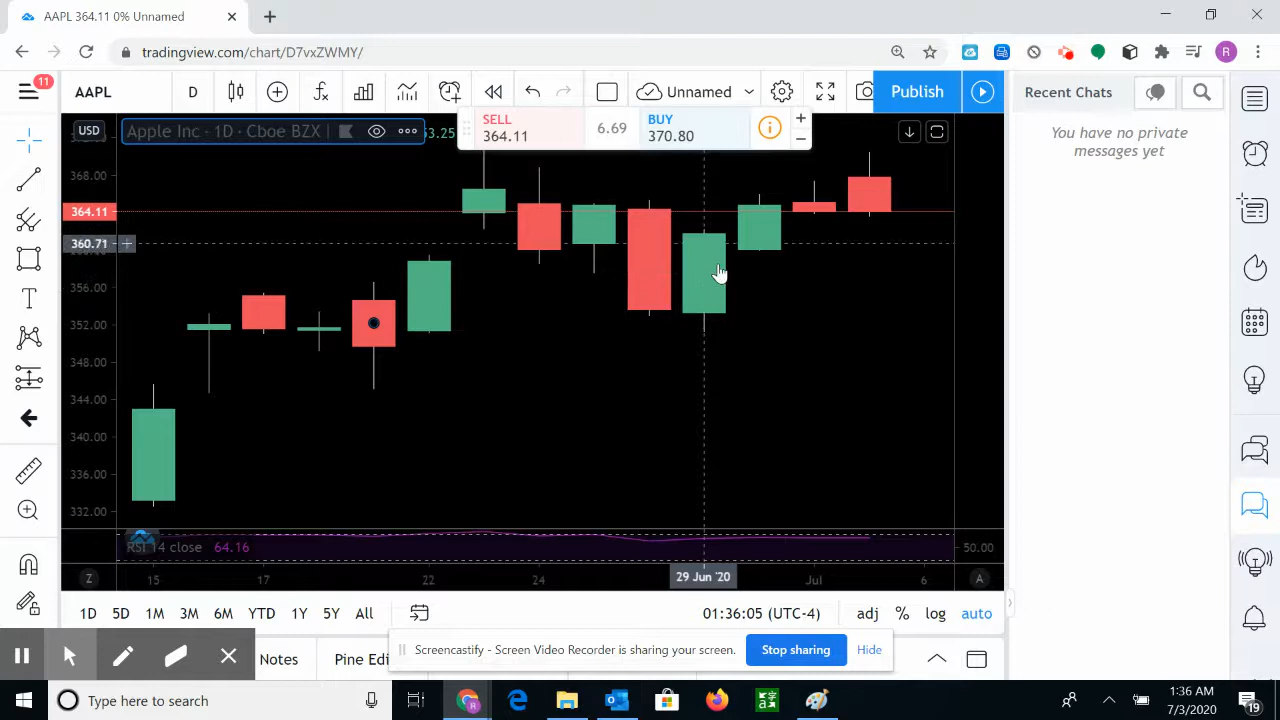 AAPL 364.11 0% Unnamed
tradingview.com/chart/D7vxZWMY/
R
11
AAPL
D
Unnamed
Publish
Recent Chats
You have no private
messages yet
USD
Apple Inc · 1D · Cboe BZX
53.25
SELL
364.11
6.69
BUY
370.80
368.00
364.11
360.71
356.00
352.00
348.00
344.00
340.00
336.00
332.00
RSI 14 close 64.16
50.00
Z
15
17
22
24
29 Jun '20
Jul
6
A
1D 5D 1M 3M 6M YTD 1Y 5Y All
01:36:05 (UTC-4)
adj % log auto
Notes
Pine Edi
Screencastify - Screen Video Recorder is sharing your screen.
Stop sharing
Hide
Type here to search
1:36 AM
7/3/2020
19